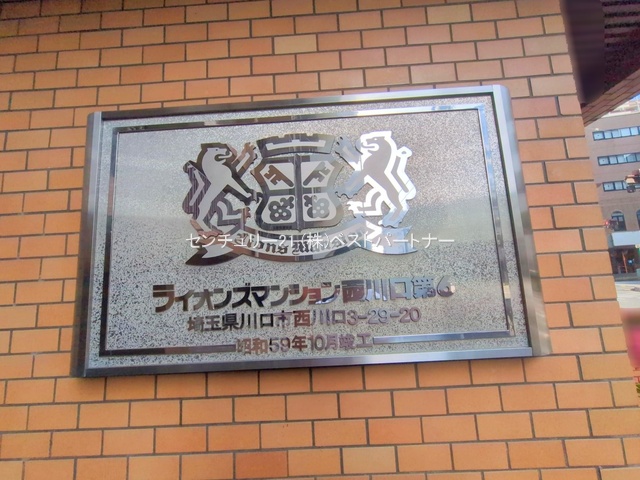 センチュリー21(株)ベストパートナー
ライオンズマンション西川口第6
埼玉県川口市西川口3-29-20
昭和59年10月竣工